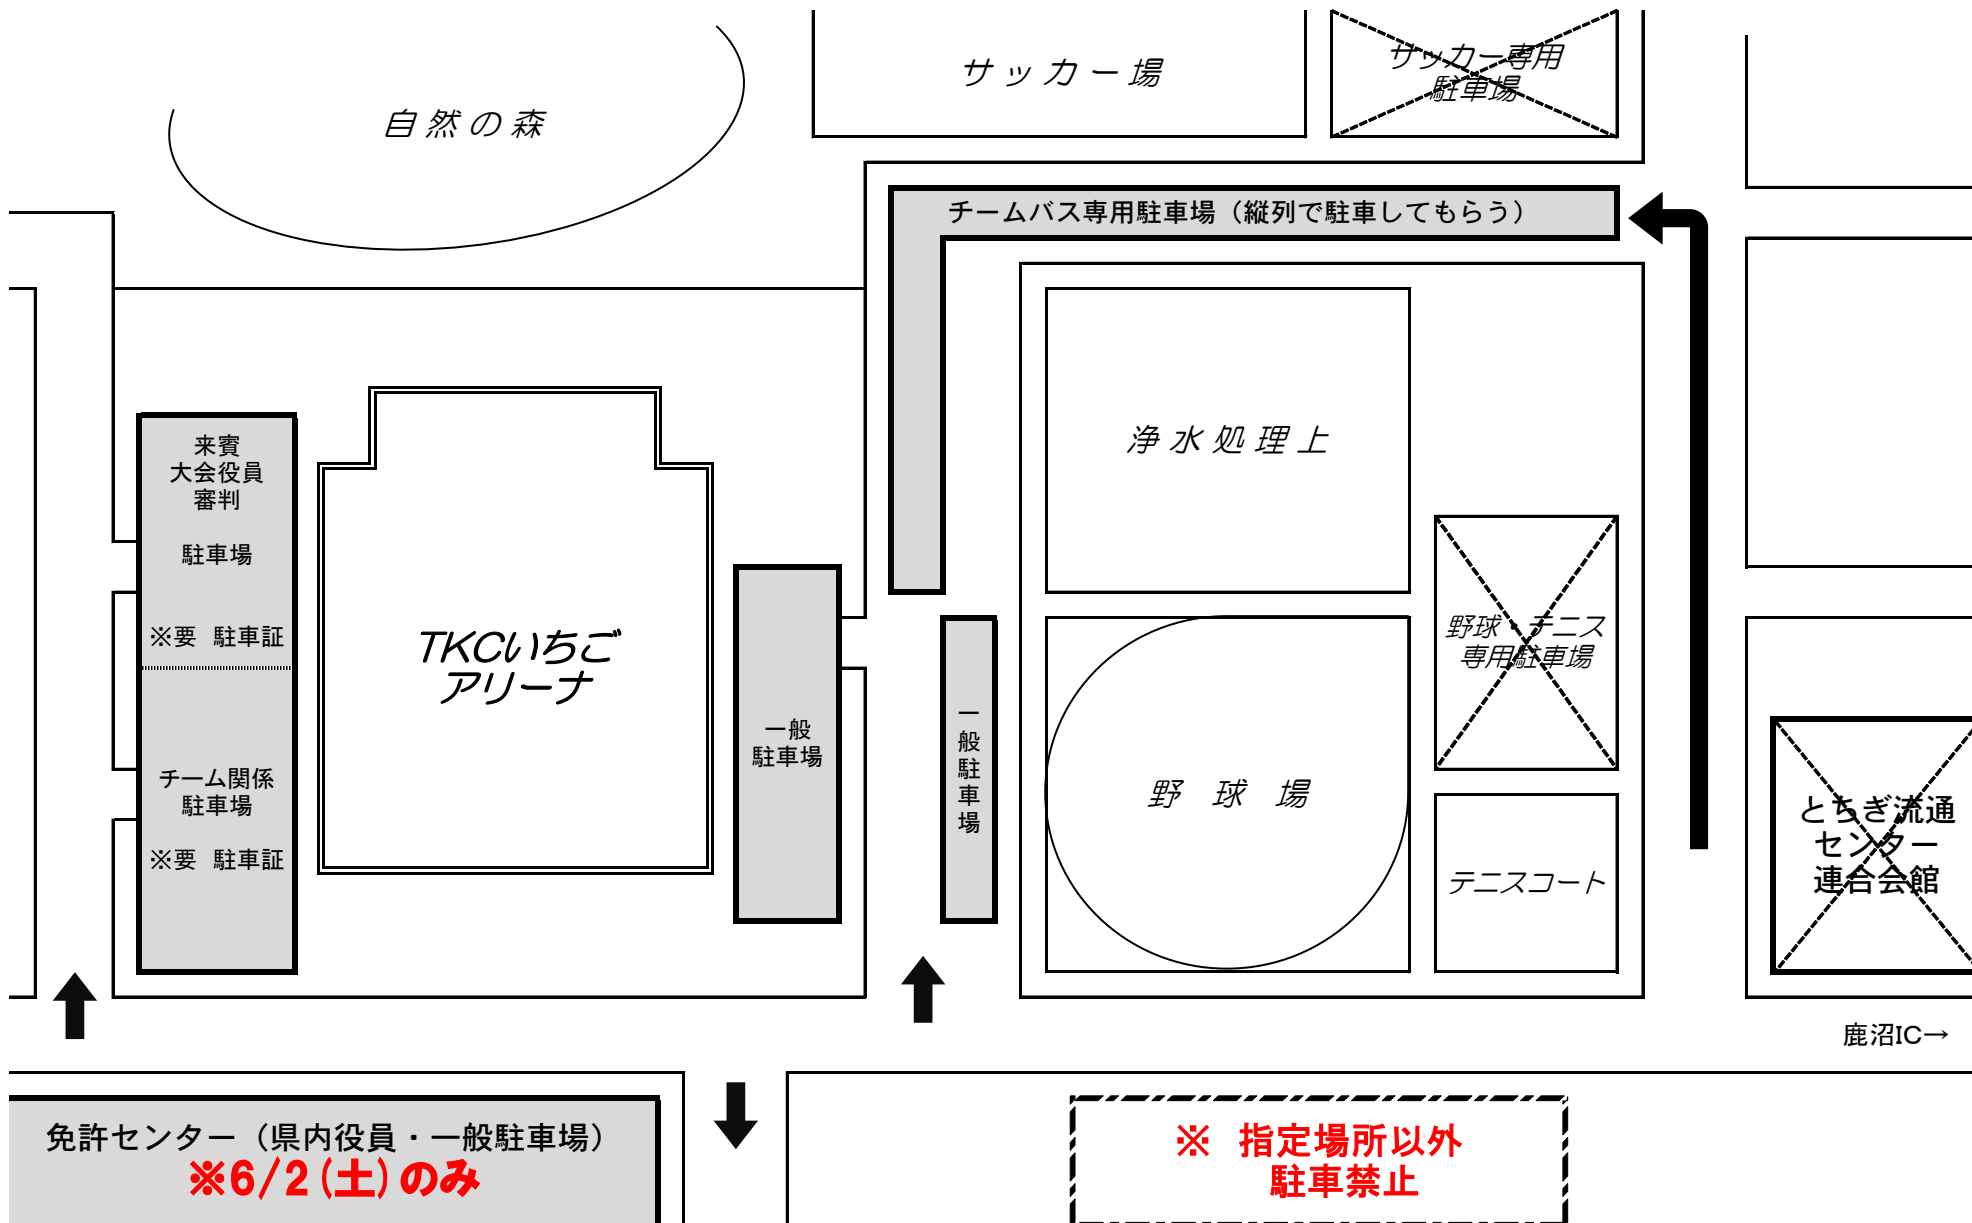 サッカー場
サッカー専用
駐車場
自然の森
チームバス専用駐車場（縦列で駐車してもらう）
来賓
大会役員
審判
駐車場
※要　駐車証
チーム関係
駐車場
※要　駐車証
TKCいちご
アリーナ
一般
駐車場
一般駐車場
浄水処理上
野球・テニス
専用駐車場
野　球　場
テニスコート
とちぎ流通
センター
連合会館
鹿沼IC→
免許センター（県内役員・一般駐車場）
※6/2(土)のみ
※　指定場所以外
駐車禁止